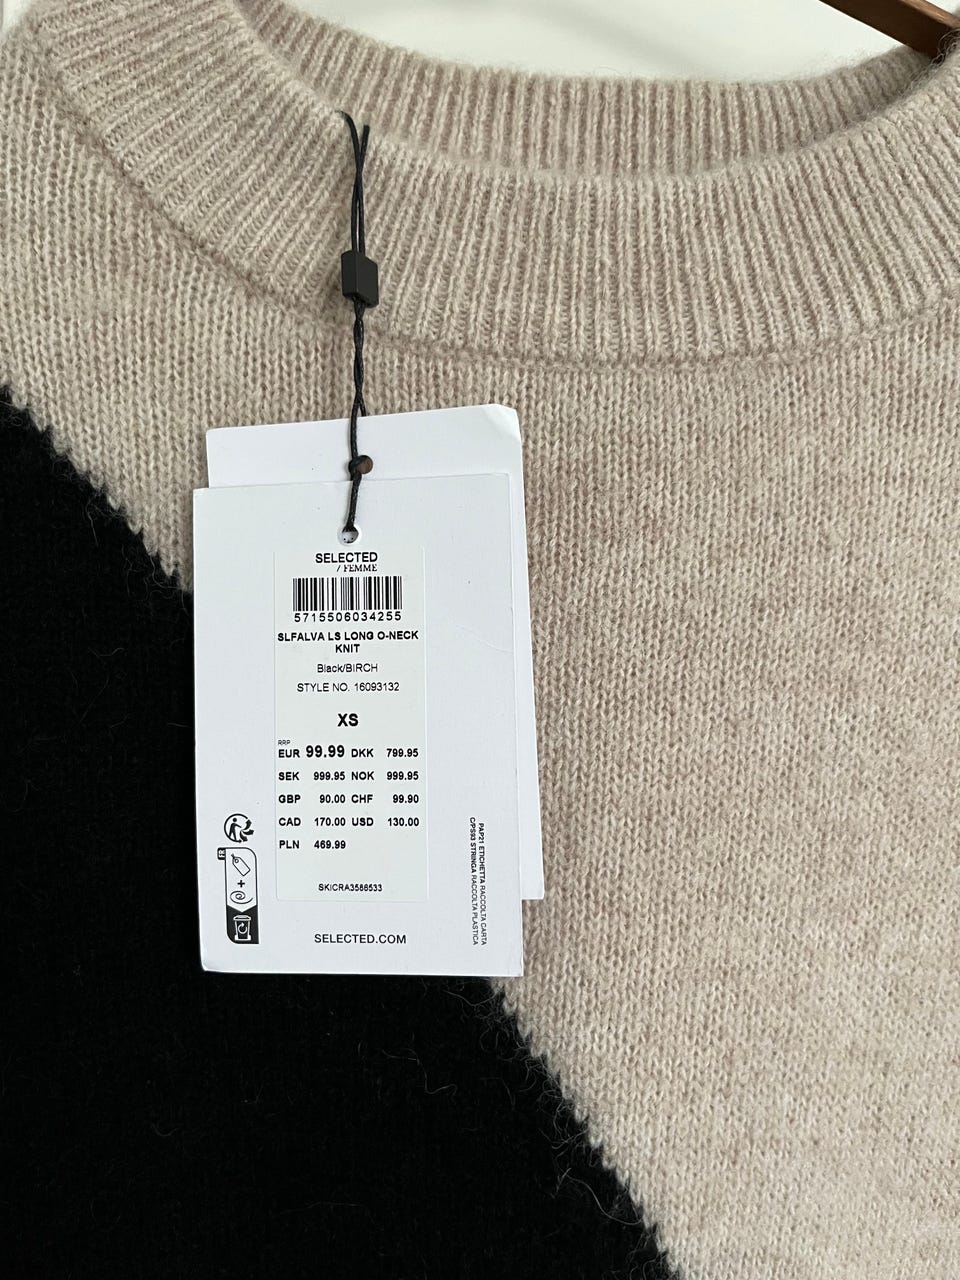 SELECTED
/ FEMME
5715506034255
SLFALVA LS LONG O-NECK
KNIT
Black/BIRCH
STYLE NO. 16093132
XS
RRP
EUR 99.99 DKK 799.95
SEK 999.95 NOK 999.95
GBP 90.00 CHF 99.90
CAD 170.00 USD 130.00
PLN 469.99
SKICRA3586533
SELECTED.COM
PAP21 ETICHETTA RACCOLTA CARTA
C/PS93 STRINGA RACCOLTA PLASTICA